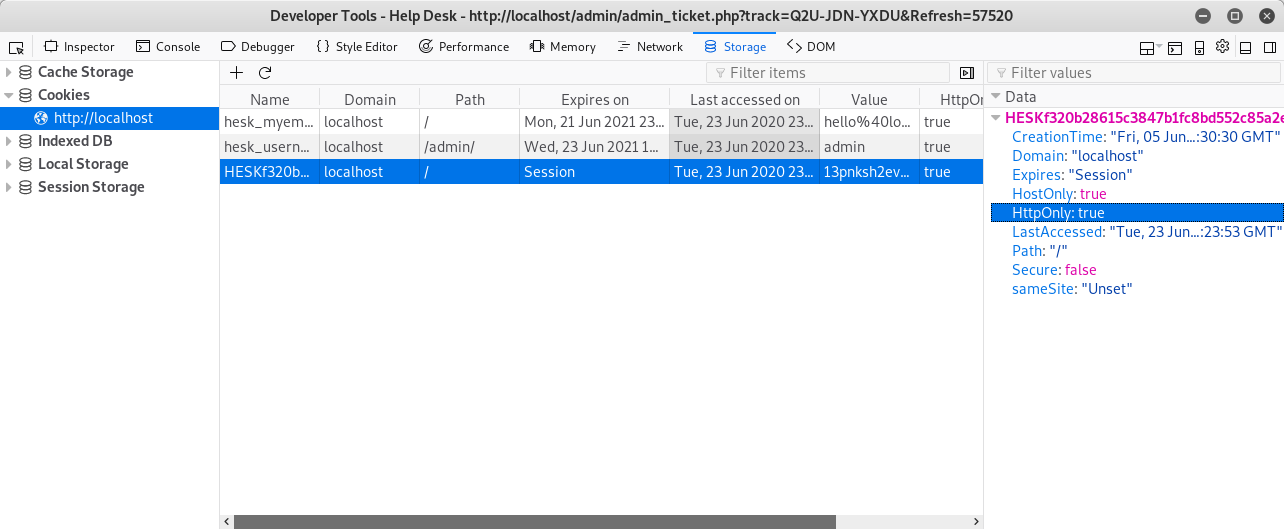 Developer Tools - Help Desk - http://localhost/admin/admin_ticket.php?track=Q2U-JDN-YXDU&Refresh=57520
Inspector Console Debugger Style Editor Performance Memory Network Storage DOM
Cache Storage
Cookies
http://localhost
Indexed DB
Local Storage
Session Storage
Filter items
Name Domain Path Expires on Last accessed on Value HttpOn
hesk_myem... localhost / Mon, 21 Jun 2021 23... Tue, 23 Jun 2020 23... hello%40lo... true
hesk_usern... localhost /admin/ Wed, 23 Jun 2021 1... Tue, 23 Jun 2020 23... admin true
HESKf320b... localhost / Session Tue, 23 Jun 2020 23... 13pnksh2ev... true
Filter values
Data
HESKf320b28615c3847b1fc8bd552c85a2e
CreationTime: "Fri, 05 Jun...:30:30 GMT"
Domain: "localhost"
Expires: "Session"
HostOnly: true
HttpOnly: true
LastAccessed: "Tue, 23 Jun...:23:53 GMT"
Path: "/"
Secure: false
sameSite: "Unset"